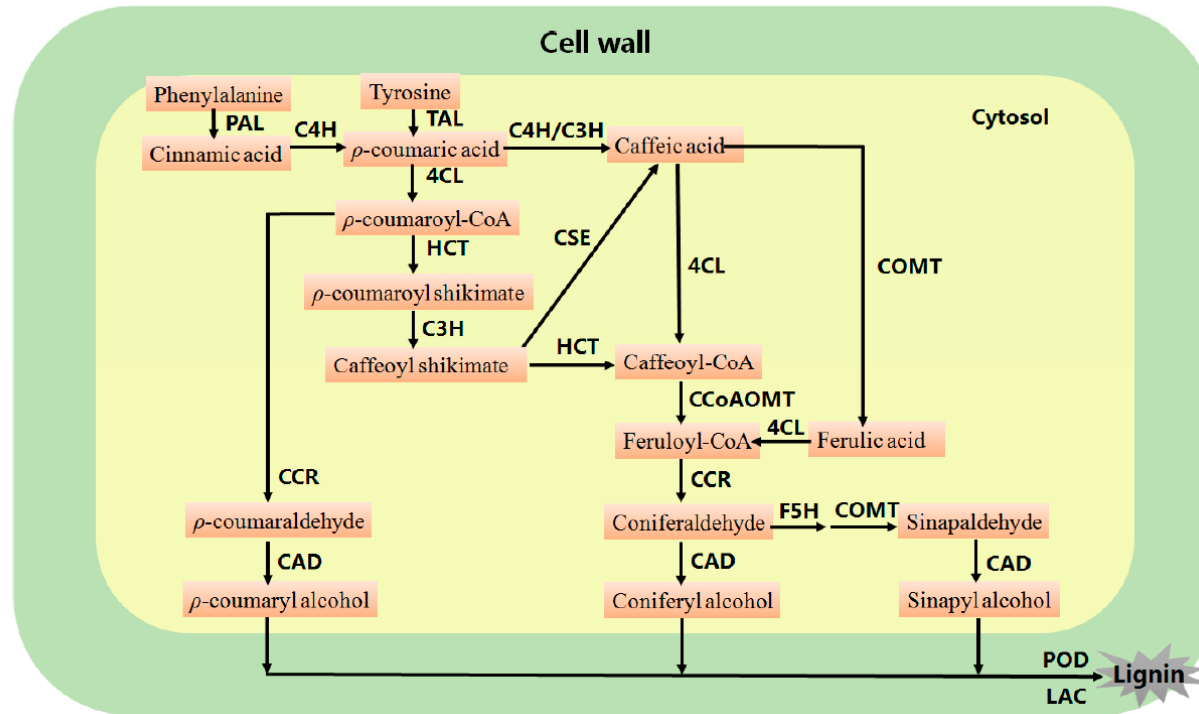 Cell wall
Phenylalanine
Tyrosine
Cytosol
PAL
C4H
TAL
C4H/C3H
Cinnamic acid
ρ-coumaric acid
Caffeic acid
4CL
ρ-coumaroyl-CoA
HCT
CSE
4CL
COMT
ρ-coumaroyl shikimate
C3H
HCT
Caffeoyl shikimate
Caffeoyl-CoA
CCoAOMT
4CL
Feruloyl-CoA
Ferulic acid
CCR
CCR
F5H
COMT
ρ-coumaraldehyde
Coniferaldehyde
Sinapaldehyde
CAD
CAD
CAD
ρ-coumaryl alcohol
Coniferyl alcohol
Sinapyl alcohol
POD
Lignin
LAC